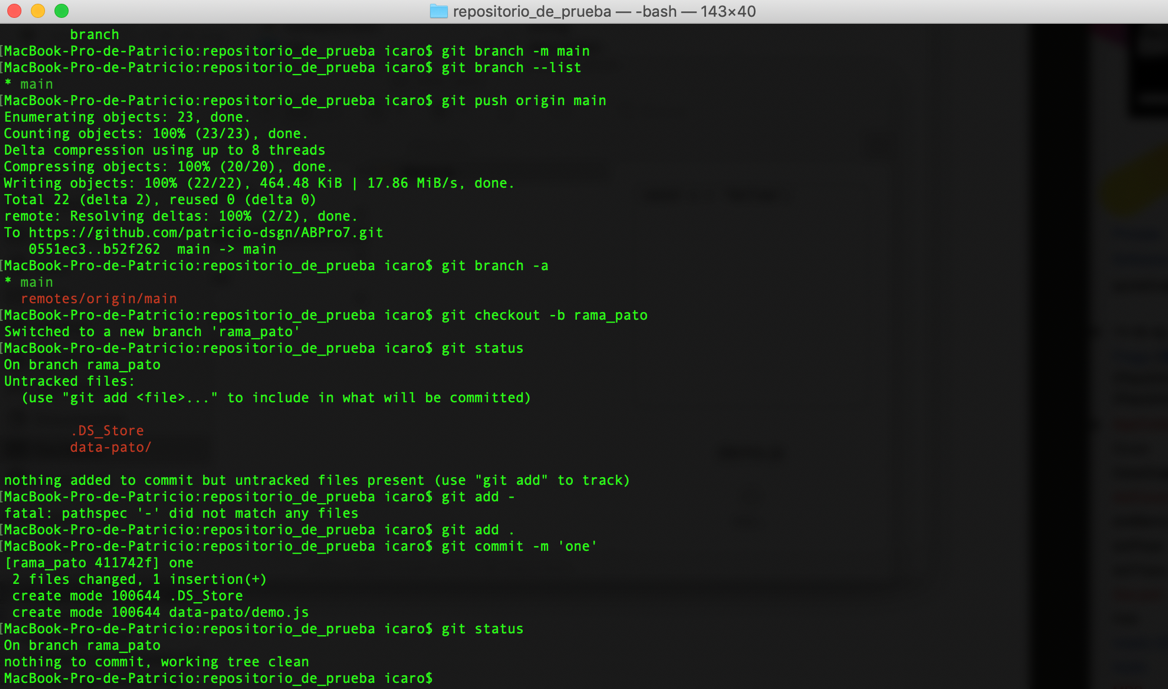 repositorio_de_prueba — -bash — 143×40
branch
[MacBook-Pro-de-Patricio:repositorio_de_prueba icaro$ git branch -m main
[MacBook-Pro-de-Patricio:repositorio_de_prueba icaro$ git branch --list
* main
[MacBook-Pro-de-Patricio:repositorio_de_prueba icaro$ git push origin main
Enumerating objects: 23, done.
Counting objects: 100% (23/23), done.
Delta compression using up to 8 threads
Compressing objects: 100% (20/20), done.
Writing objects: 100% (22/22), 464.48 KiB | 17.86 MiB/s, done.
Total 22 (delta 2), reused 0 (delta 0)
remote: Resolving deltas: 100% (2/2), done.
To https://github.com/patricio-dsgn/ABPro7.git
   0551ec3..b52f262  main -> main
[MacBook-Pro-de-Patricio:repositorio_de_prueba icaro$ git branch -a
* main
  remotes/origin/main
[MacBook-Pro-de-Patricio:repositorio_de_prueba icaro$ git checkout -b rama_pato
Switched to a new branch 'rama_pato'
[MacBook-Pro-de-Patricio:repositorio_de_prueba icaro$ git status
On branch rama_pato
Untracked files:
  (use "git add <file>..." to include in what will be committed)
        .DS_Store
        data-pato/
nothing added to commit but untracked files present (use "git add" to track)
[MacBook-Pro-de-Patricio:repositorio_de_prueba icaro$ git add -
fatal: pathspec '-' did not match any files
[MacBook-Pro-de-Patricio:repositorio_de_prueba icaro$ git add .
[MacBook-Pro-de-Patricio:repositorio_de_prueba icaro$ git commit -m 'one'
[rama_pato 411742f] one
 2 files changed, 1 insertion(+)
 create mode 100644 .DS_Store
 create mode 100644 data-pato/demo.js
[MacBook-Pro-de-Patricio:repositorio_de_prueba icaro$ git status
On branch rama_pato
nothing to commit, working tree clean
MacBook-Pro-de-Patricio:repositorio_de_prueba icaro$